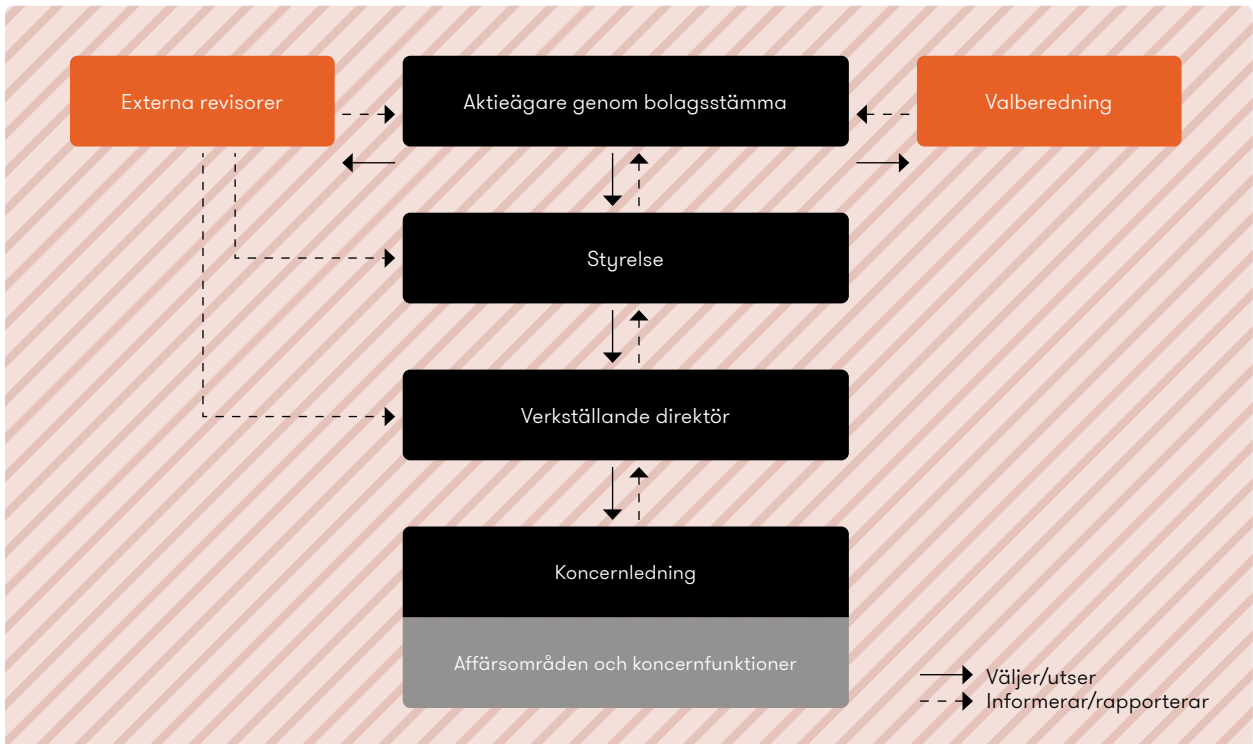 Externa revisorer
Aktieägare genom bolagsstämma
Valberedning
Styrelse
Verkställande direktör
Koncernledning
Affärsområden och koncernfunktioner
Väljer/utser
Informerar/rapporterar